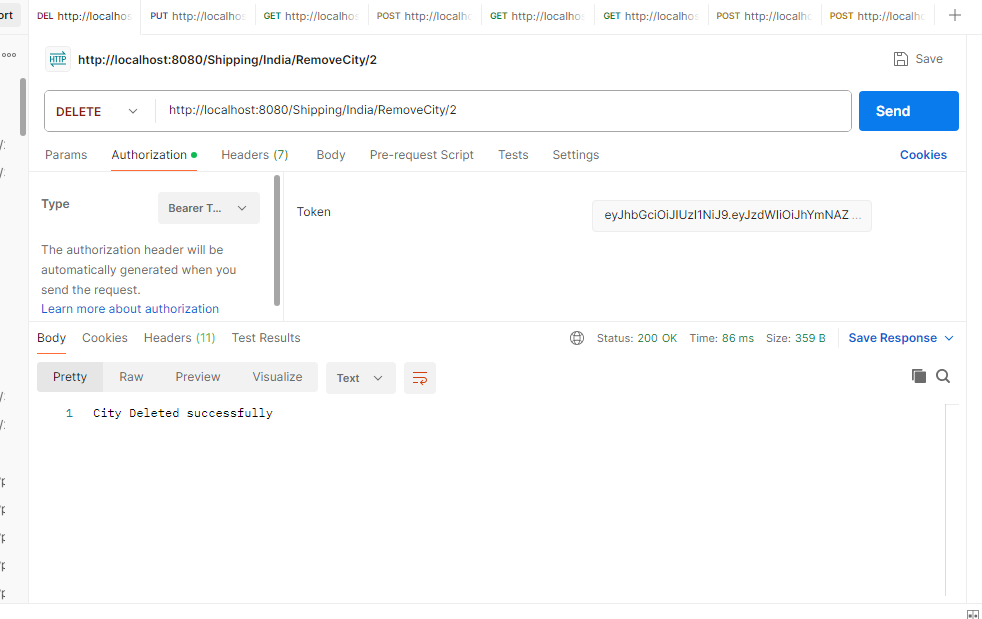 ort
DEL http://localhos PUT http://localhos GET http://localhos POST http://localh GET http://localhos GET http://localhos POST http://localh POST http://localh
HTTP http://localhost:8080/Shipping/India/RemoveCity/2 Save
DELETE http://localhost:8080/Shipping/India/RemoveCity/2 Send
Params Authorization Headers (7) Body Pre-request Script Tests Settings Cookies
Type Bearer T... Token eyJhbGciOiJIUzI1NiJ9.eyJzdWIiOiJhYmNAZ ...
The authorization header will be
automatically generated when you
send the request.
Learn more about authorization
Body Cookies Headers (11) Test Results Status: 200 OK Time: 86 ms Size: 359 B Save Response
Pretty Raw Preview Visualize Text
1 City Deleted successfully